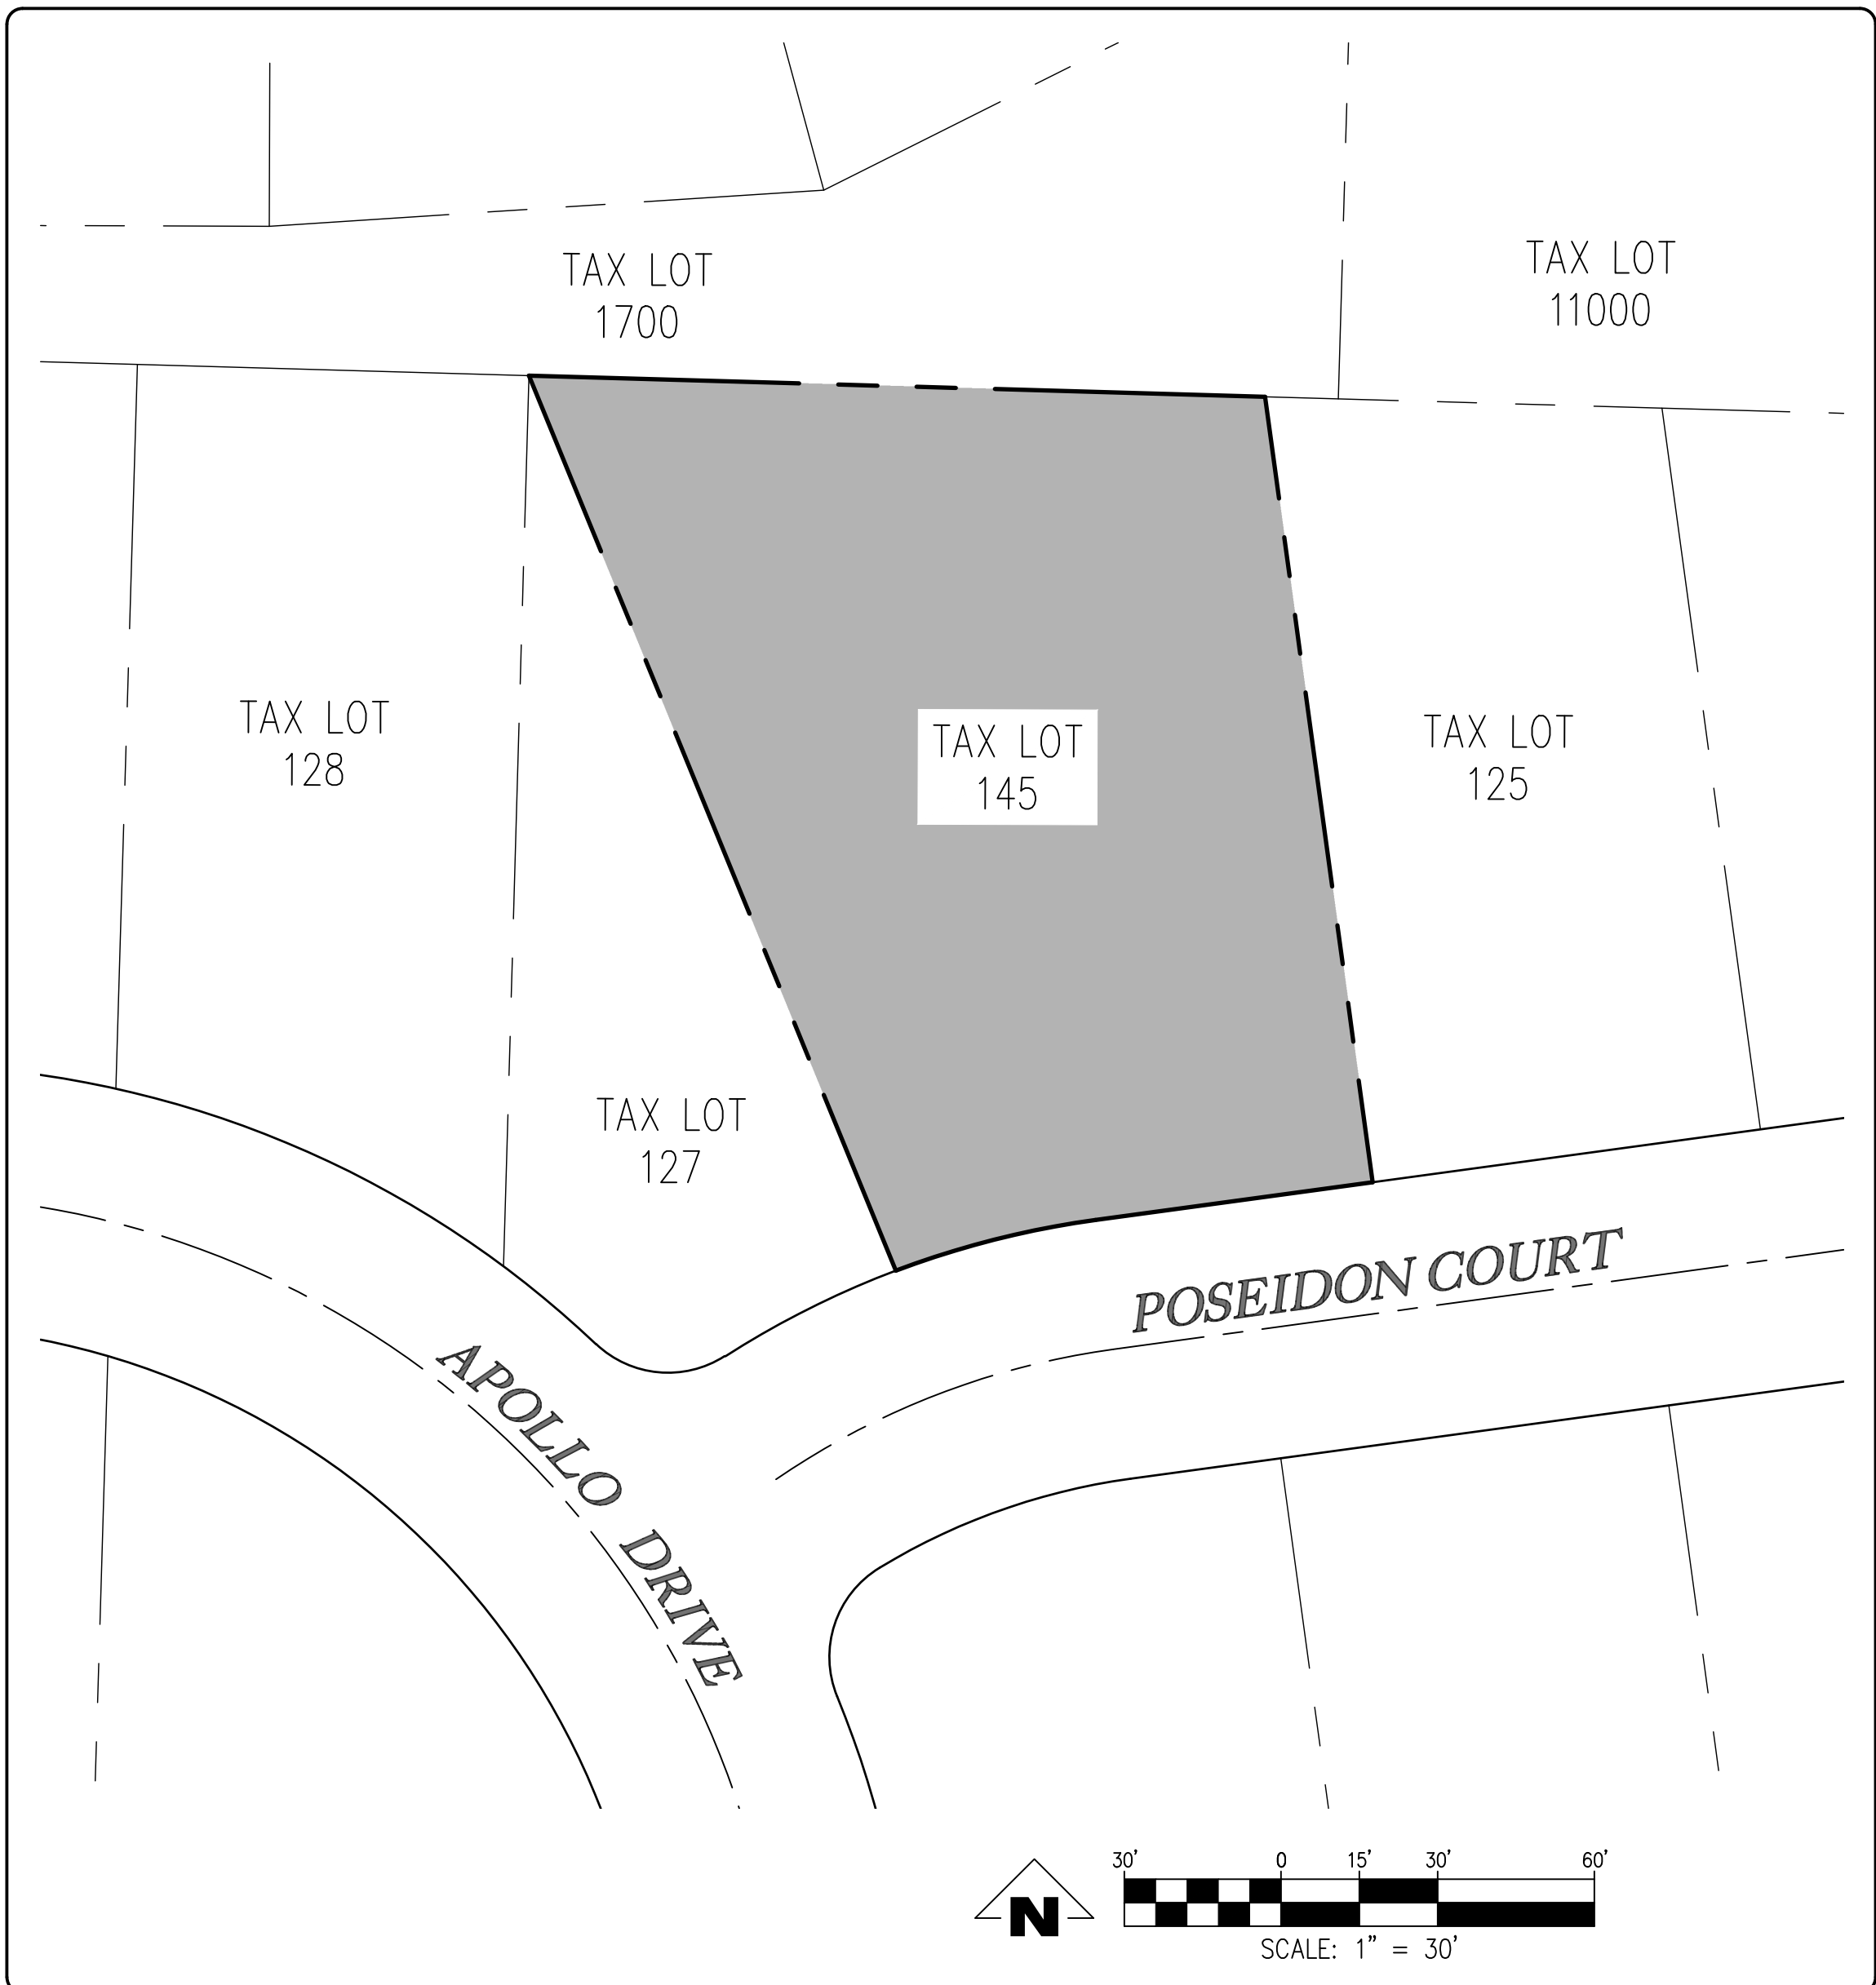 TAX LOT
1700
TAX LOT
11000
TAX LOT
128
TAX LOT
145
TAX LOT
125
TAX LOT
127
POSEIDON COURT
APOLLO DRIVE
N
30' 0 15' 30' 60'
SCALE: 1" = 30'